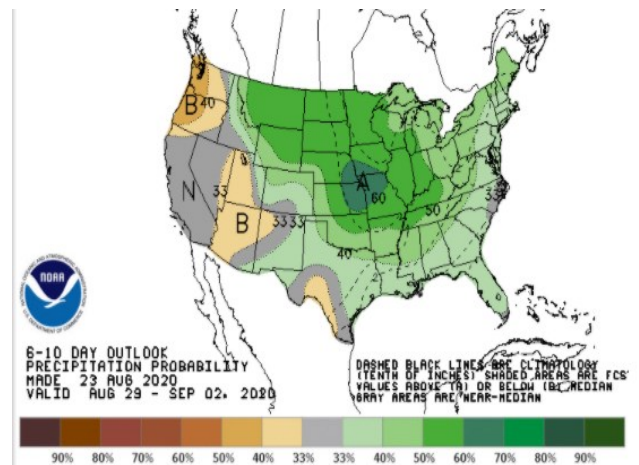 B 40
N
33
B
33 33
A
60
50
33
40
NOAA
6-10 DAY OUTLOOK
PRECIPITATION PROBABILITY
MADE 23 AUG 2020
VALID AUG 29 - SEP 02, 2020
DASHED BLACK LINES ARE CLIMATOLOGY
(TENTH OF INCHES) SHADED AREAS ARE FCS
VALUES ABOVE (A) OR BELOW (B) MEDIAN
GRAY AREAS ARE NEAR-MEDIAN
90% 80% 70% 60% 50% 40% 33% 33% 40% 50% 60% 70% 80% 90%